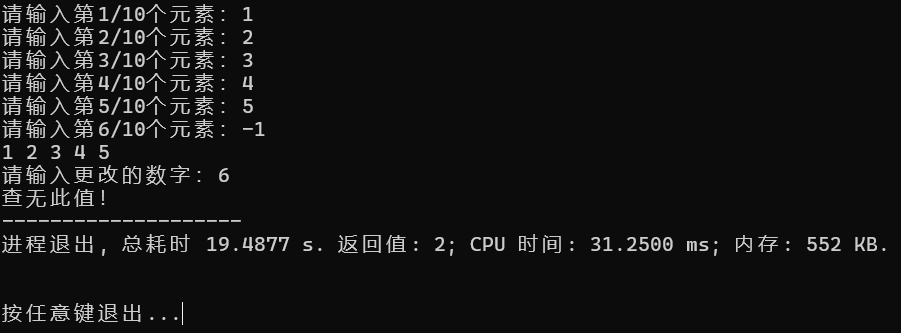 请输入第1/10个元素: 1
请输入第2/10个元素: 2
请输入第3/10个元素: 3
请输入第4/10个元素: 4
请输入第5/10个元素: 5
请输入第6/10个元素: -1
1 2 3 4 5
请输入更改的数字: 6
查无此值!
--------------------
进程退出, 总耗时 19.4877 s. 返回值: 2; CPU 时间: 31.2500 ms; 内存: 552 KB.
按任意键退出...